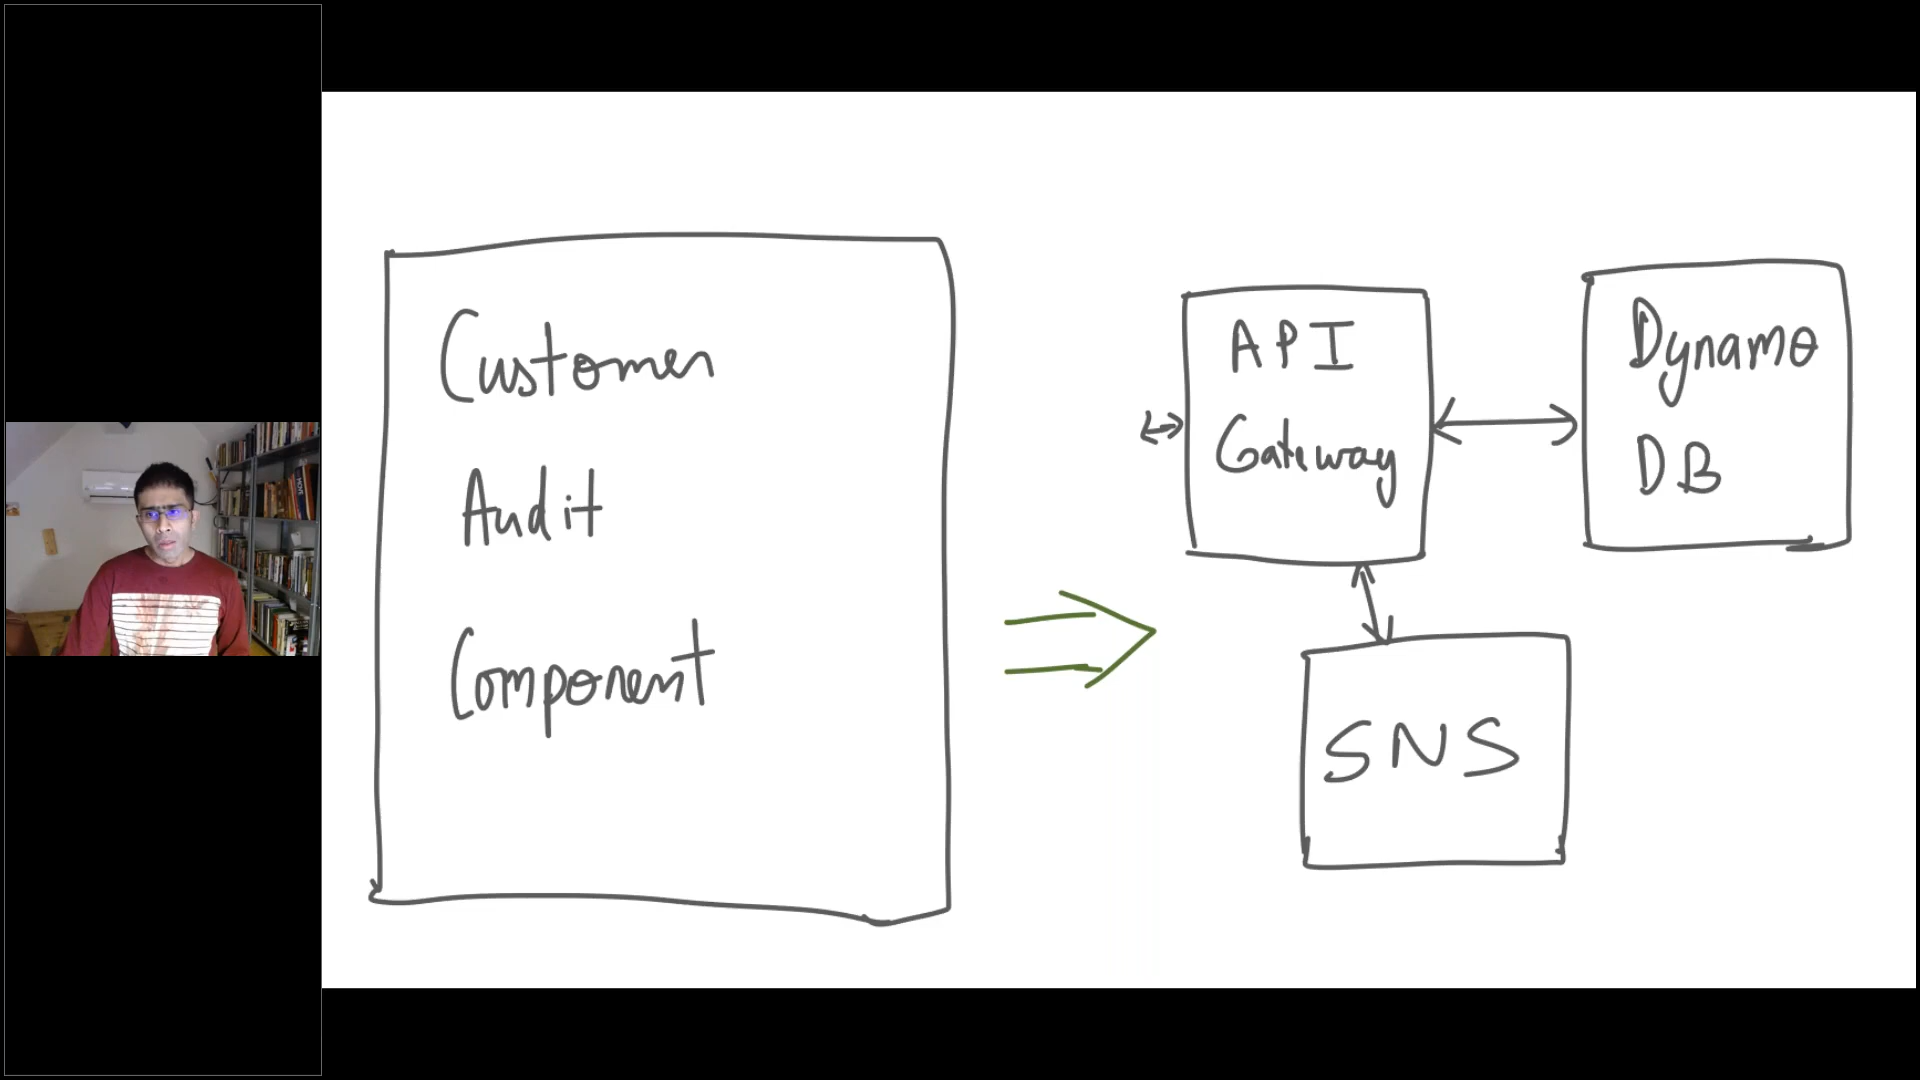 Customer
Audit
Component
API
Gateway
Dynamo
DB
SNS